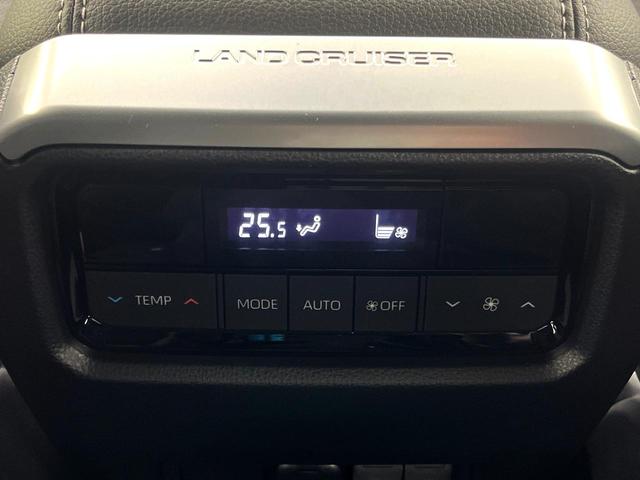 LAND CRUISER
25.5
TEMP MODE AUTO OFF